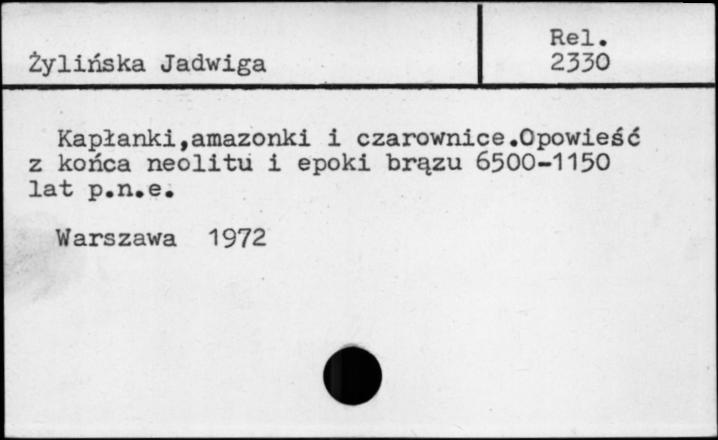 Żylińska Jadwiga
Rel.
2330
Kapłanki,amazonki i czarownice.Opowieść
z końca neolitu i epoki brązu 6500-1150
lat p.n.e.
Warszawa 1972